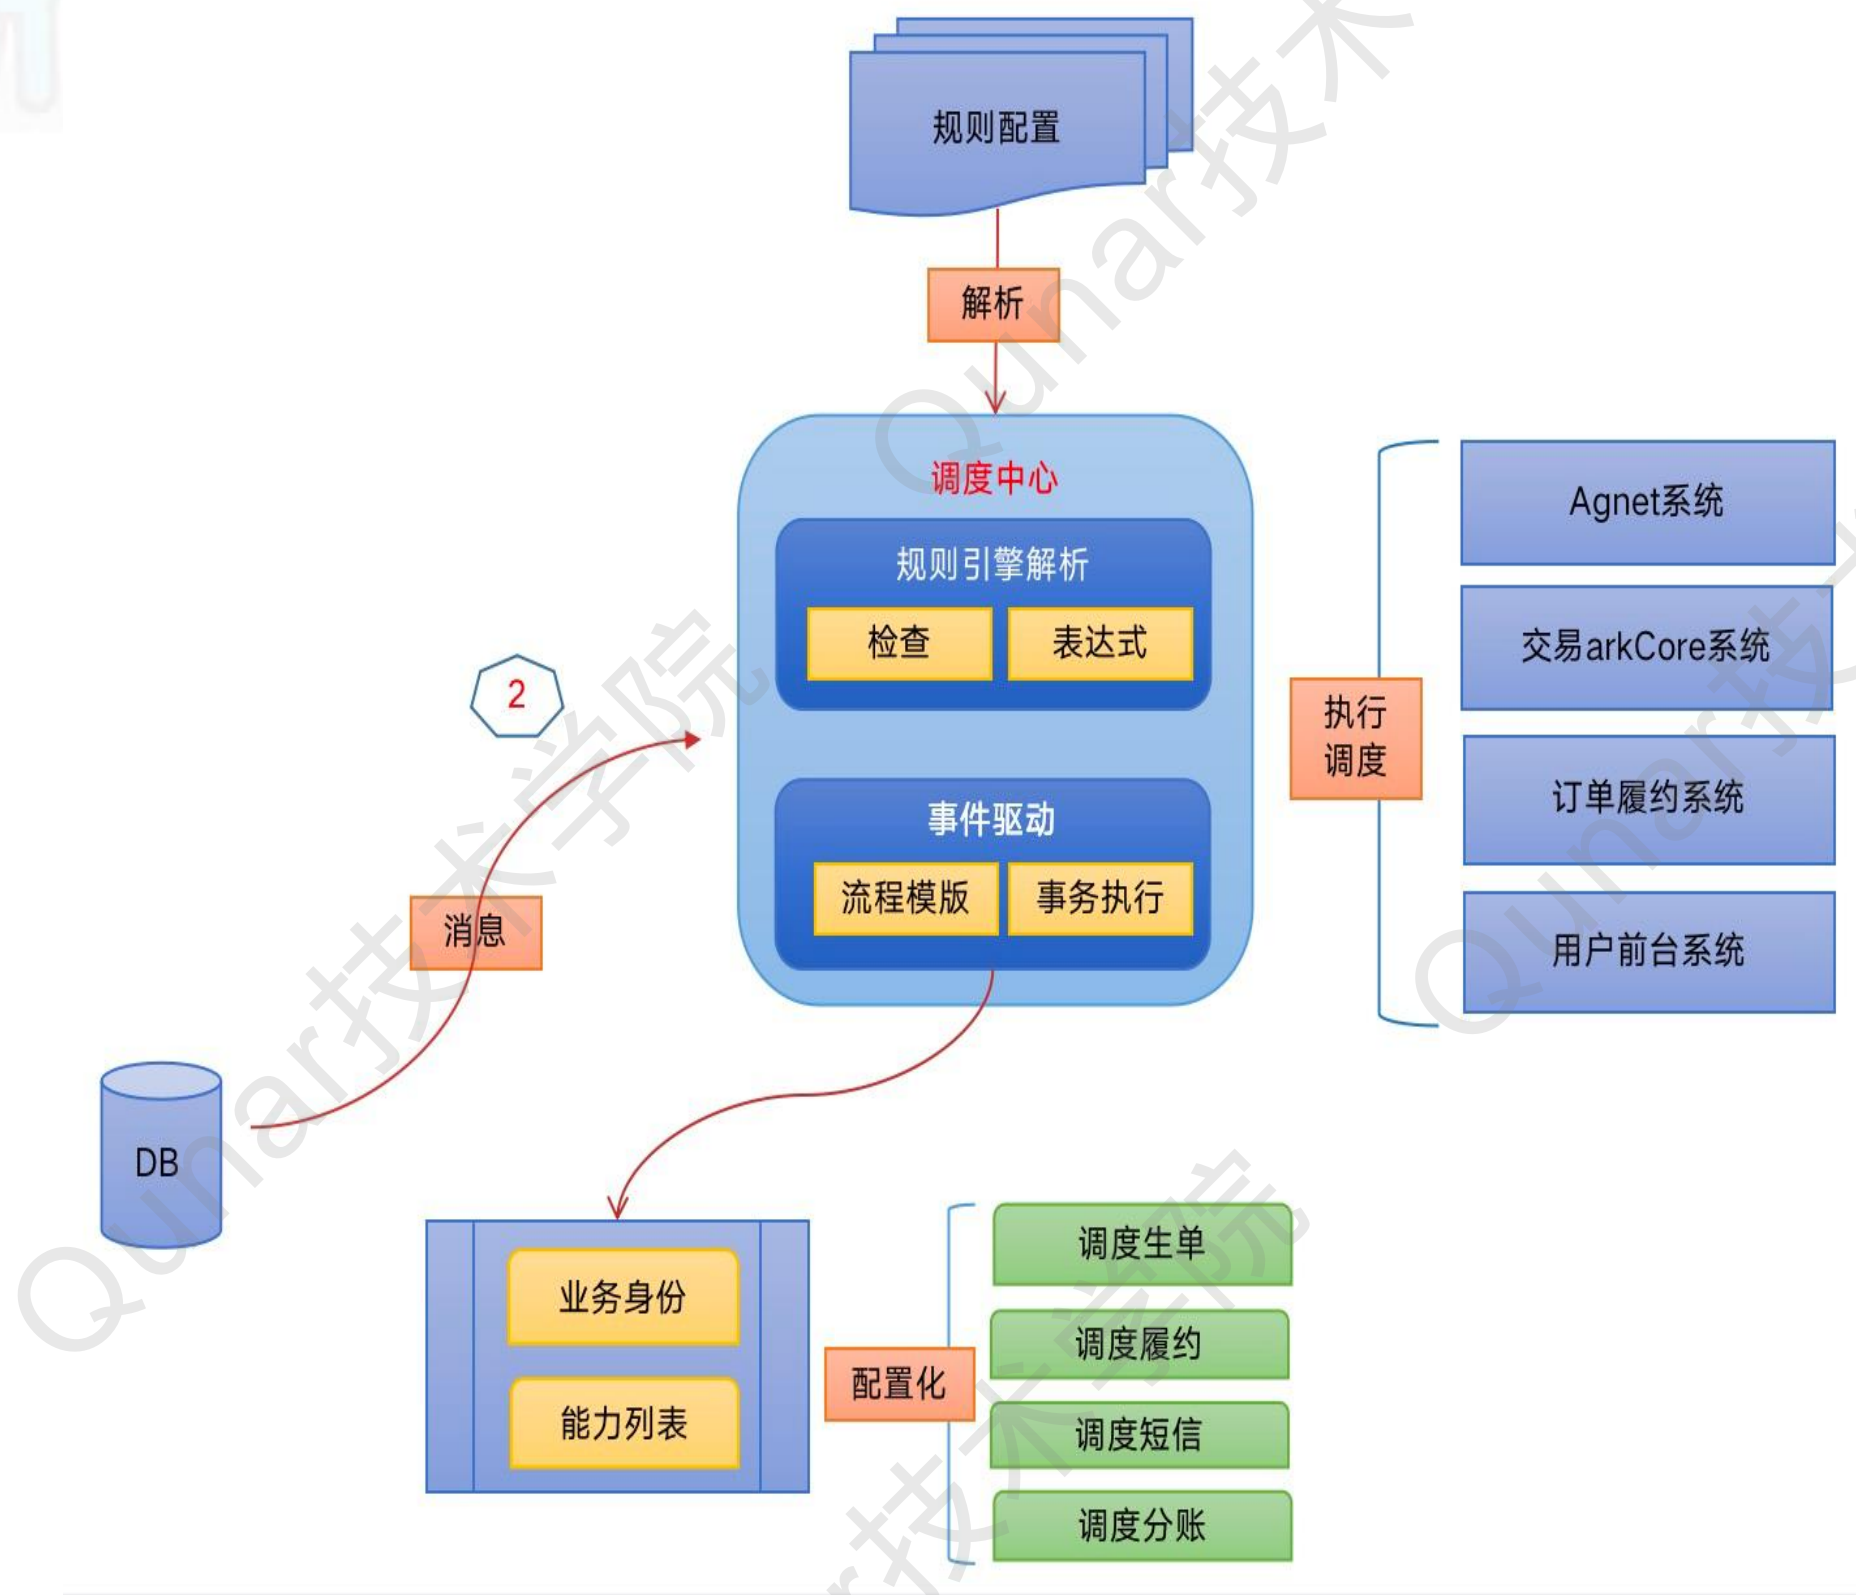 规则配置
解析
调度中心
规则引擎解析
检查
表达式
事件驱动
流程模版
事务执行
2
消息
DB
执行
调度
Agnet系统
交易arkCore系统
订单履约系统
用户前台系统
业务身份
能力列表
配置化
调度生单
调度履约
调度短信
调度分账
Qunar技术学院
Qunar技术
Qunar技术
r技术学院